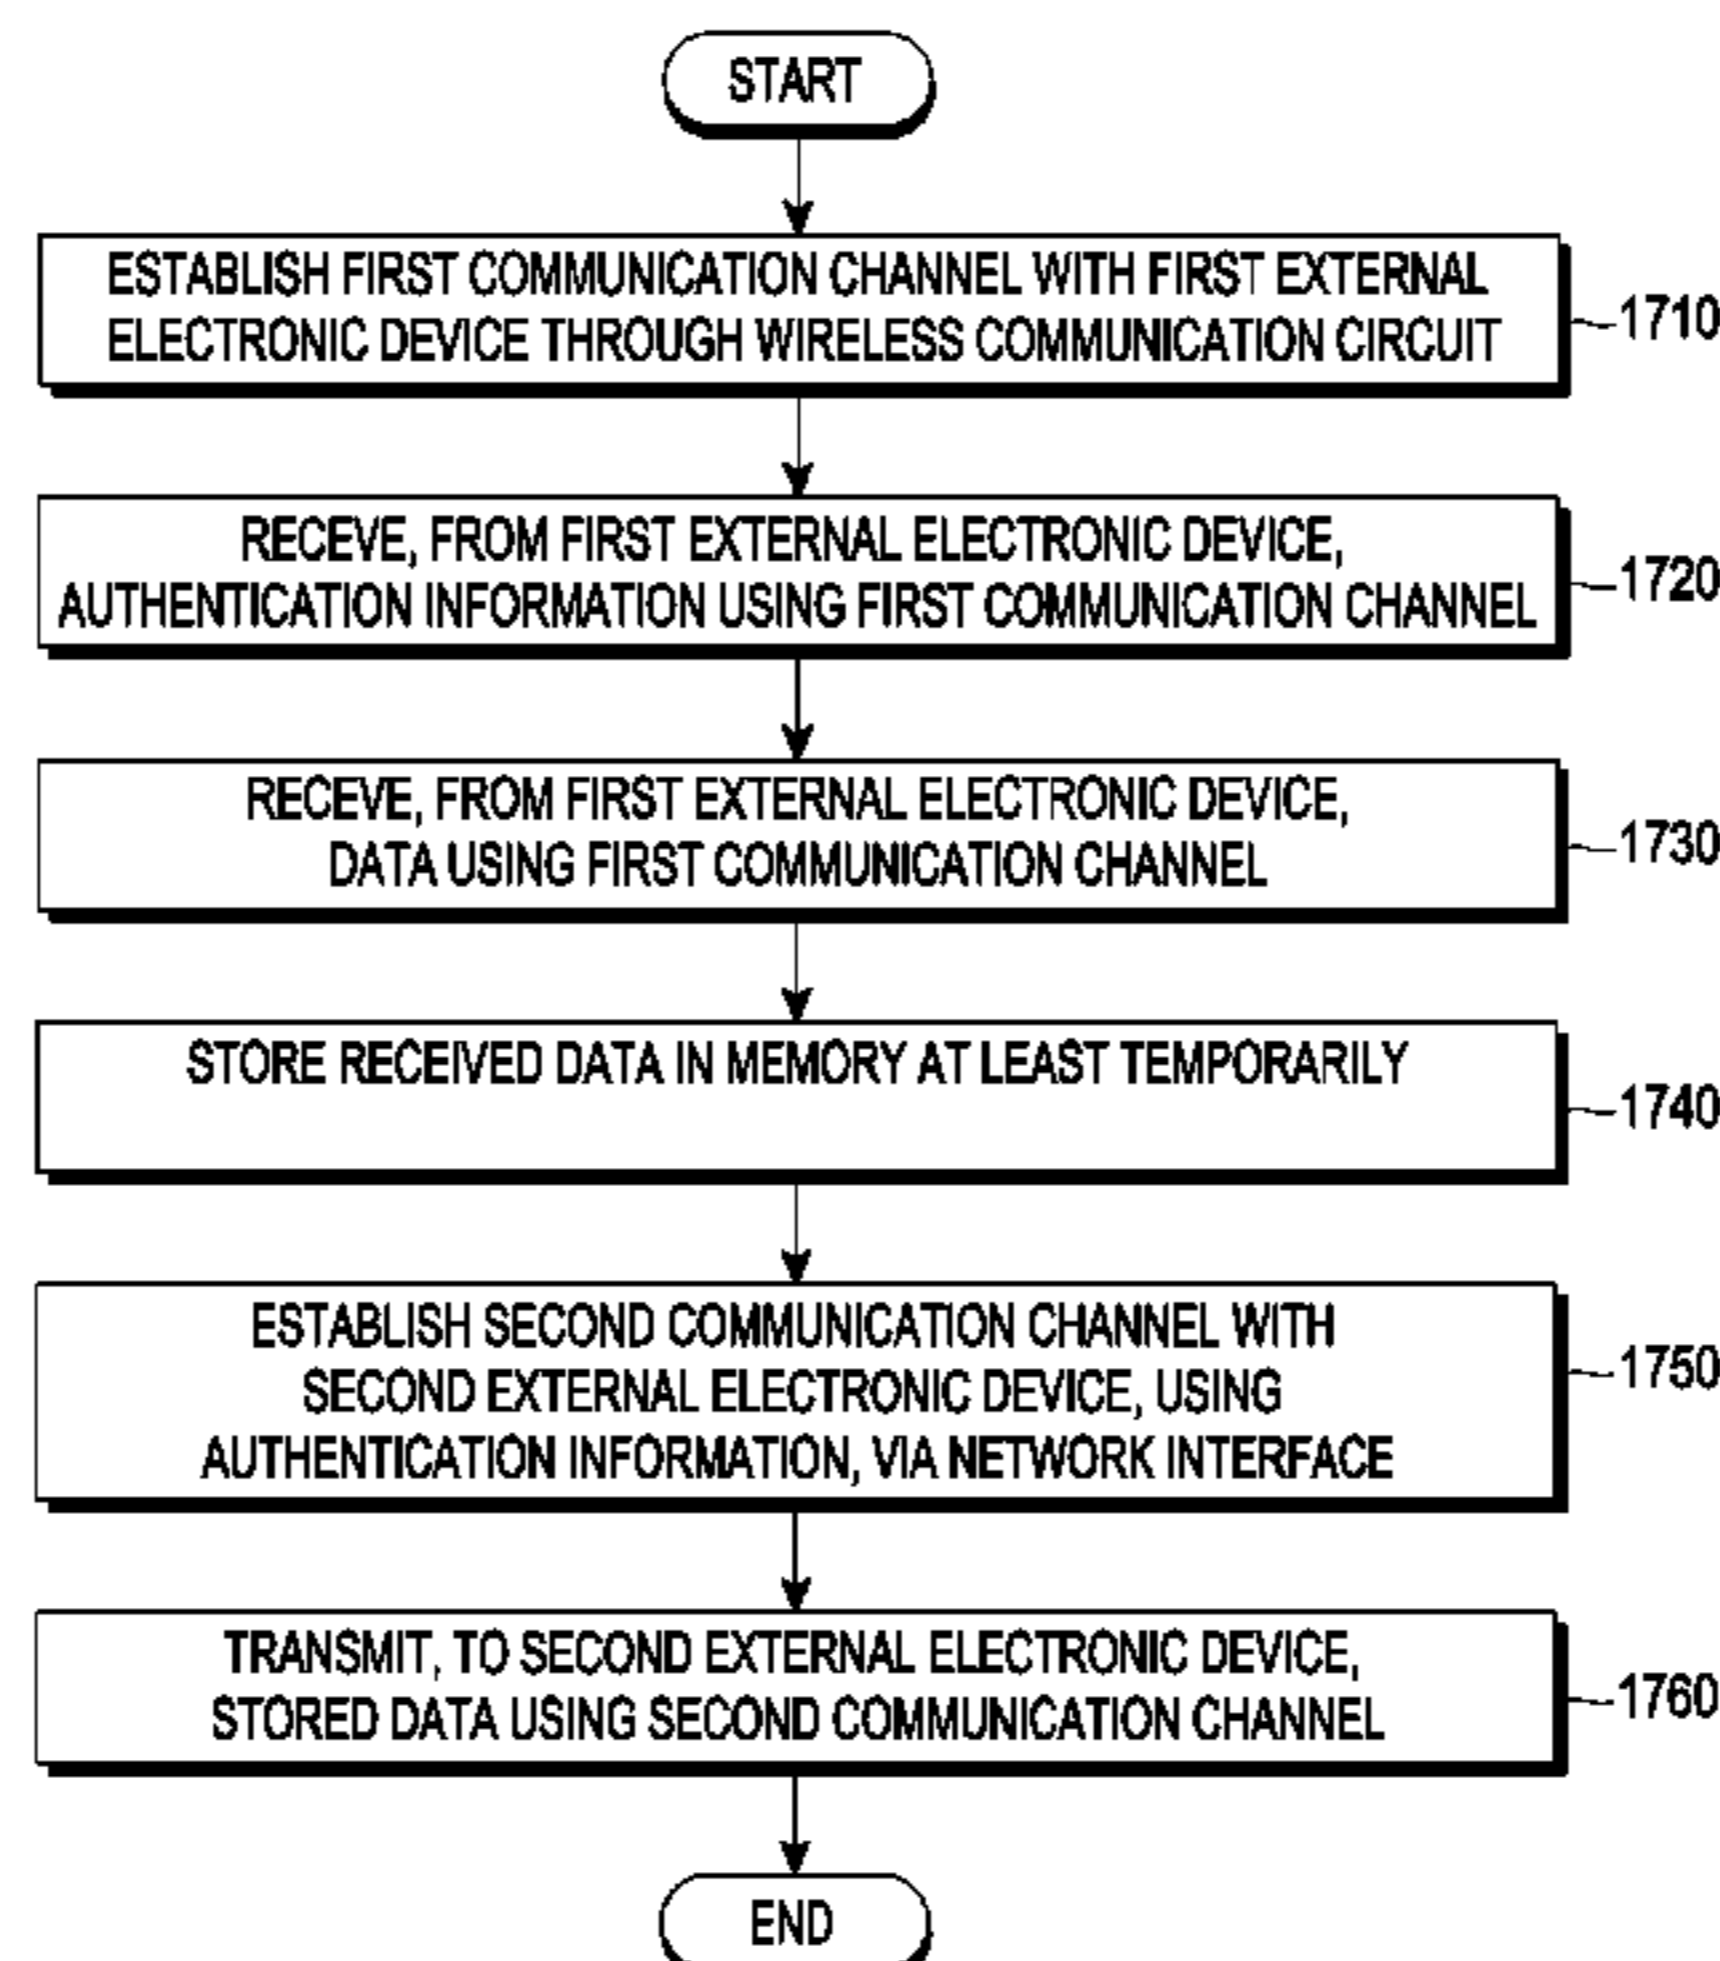 START
ESTABLISH FIRST COMMUNICATION CHANNEL WITH FIRST EXTERNAL
ELECTRONIC DEVICE THROUGH WIRELESS COMMUNICATION CIRCUIT
1710
RECEVE, FROM FIRST EXTERNAL ELECTRONIC DEVICE,
AUTHENTICATION INFORMATION USING FIRST COMMUNICATION CHANNEL
1720
RECEVE, FROM FIRST EXTERNAL ELECTRONIC DEVICE,
DATA USING FIRST COMMUNICATION CHANNEL
1730
STORE RECEIVED DATA IN MEMORY AT LEAST TEMPORARILY
1740
ESTABLISH SECOND COMMUNICATION CHANNEL WITH
SECOND EXTERNAL ELECTRONIC DEVICE, USING
AUTHENTICATION INFORMATION, VIA NETWORK INTERFACE
1750
TRANSMIT, TO SECOND EXTERNAL ELECTRONIC DEVICE,
STORED DATA USING SECOND COMMUNICATION CHANNEL
1760
END